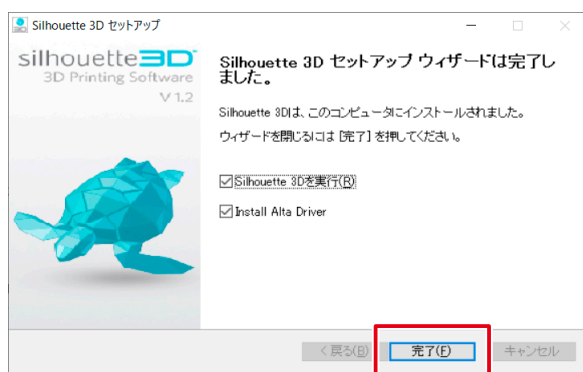 Silhouette 3D セットアップ
silhouette3D
3D Printing Software
V 1.2
Silhouette 3D セットアップ ウィザードは完了し
ました。
Silhouette 3Dは、このコンピュータにインストールされました。
ウィザードを閉じるには [完了] を押してください。
Silhouette 3Dを実行(R)
Install Alta Driver
< 戻る(B)
完了(F)
キャンセル